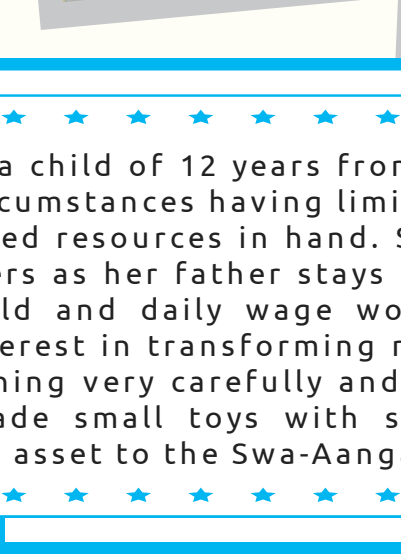 a child of 12 years fro
cumstances having limi
ed resources in hand.
ers as her father stays
ld and daily wage wo
erest in transforming
ning very carefully and
ade small toys with s
asset to the Swa-Aang